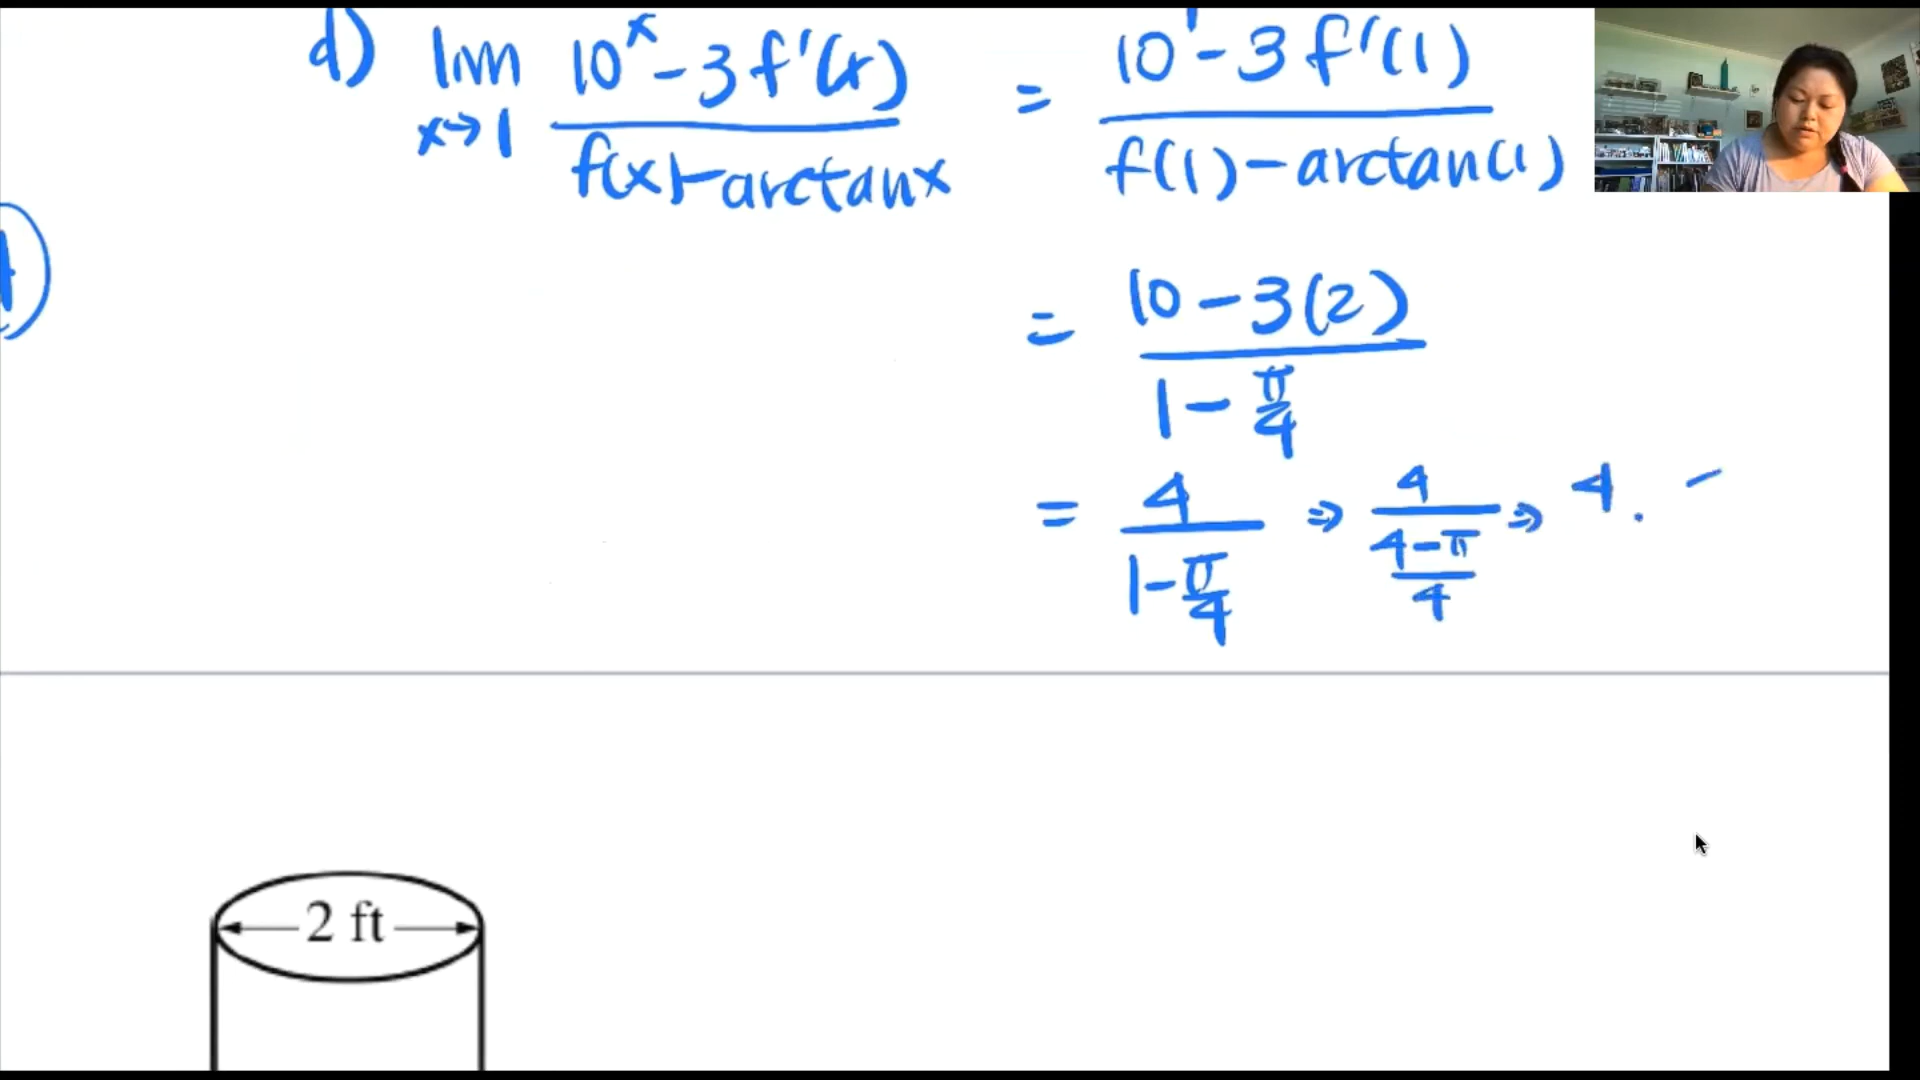 d) lim x→1 10^x - 3f'(x) / f(x) - arctanx = 10^1 - 3f'(1) / f(1) - arctan(1)
= 10 - 3(2) / 1 - π/4
= 4 / 1 - π/4 ⇒ 4 / 4-π / 4 ⇒ 4 ·
2 ft